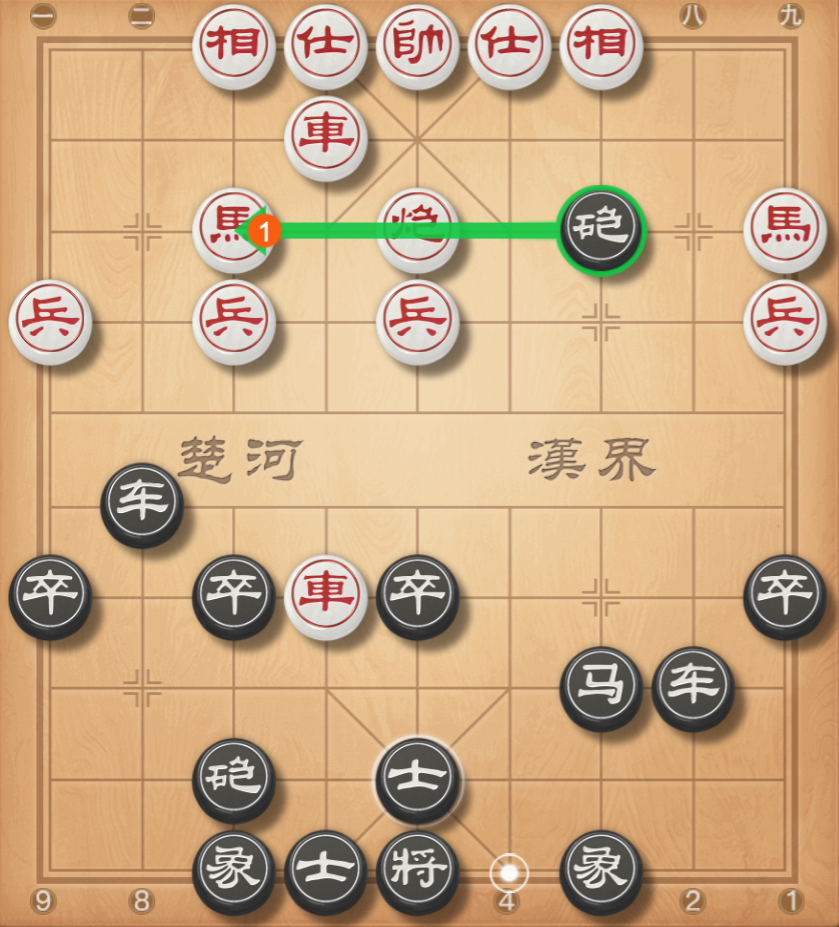 一 二 八 九
相 仕 帥 仕 相
車
馬 1 炮 砲 馬
兵 兵 兵 兵
楚河 漢界
车
卒 卒 車 卒 卒
马 车
砲 士
象 士 將 象
9 8 4 2 1